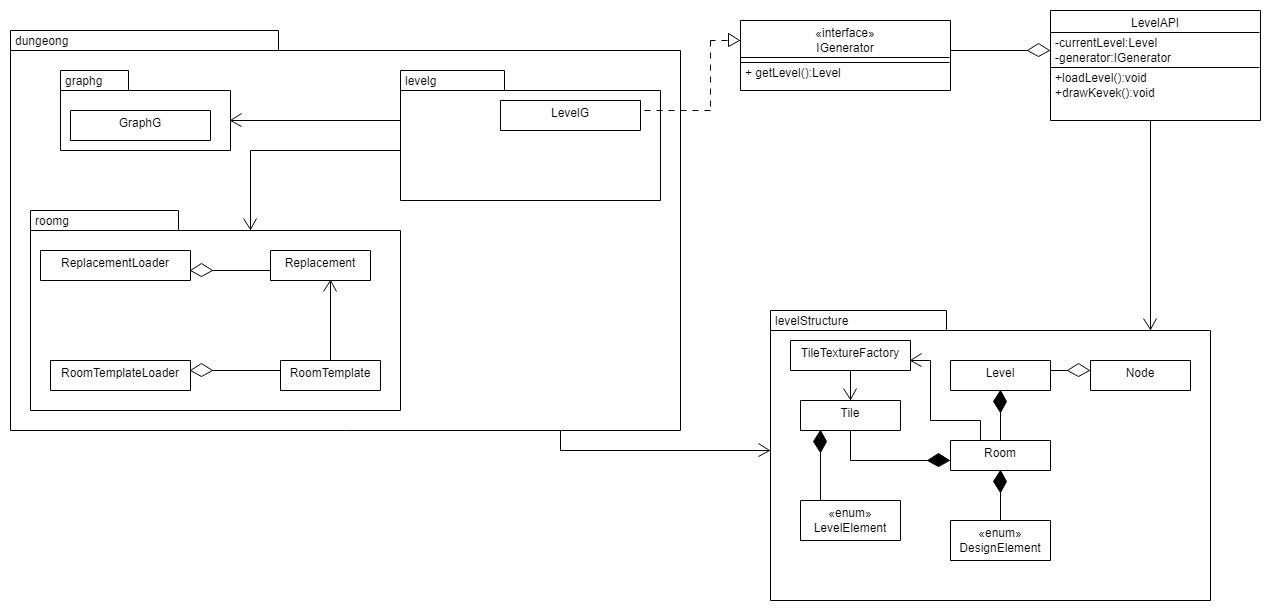 dungeong
graphg
GraphG
levelg
LevelG
roomg
ReplacementLoader
Replacement
RoomTemplateLoader
RoomTemplate
«interface»
IGenerator
+ getLevel():Level
LevelAPI
-currentLevel:Level
-generator:IGenerator
+loadLevel():void
+drawKevek():void
levelStructure
TileTextureFactory
Level
Node
Tile
Room
«enum»
LevelElement
«enum»
DesignElement